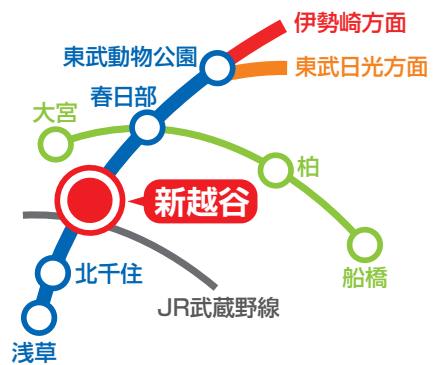 伊勢崎方面
東武動物公園
東武日光方面
春日部
大宮
柏
新越谷
北千住
船橋
JR武蔵野線
浅草